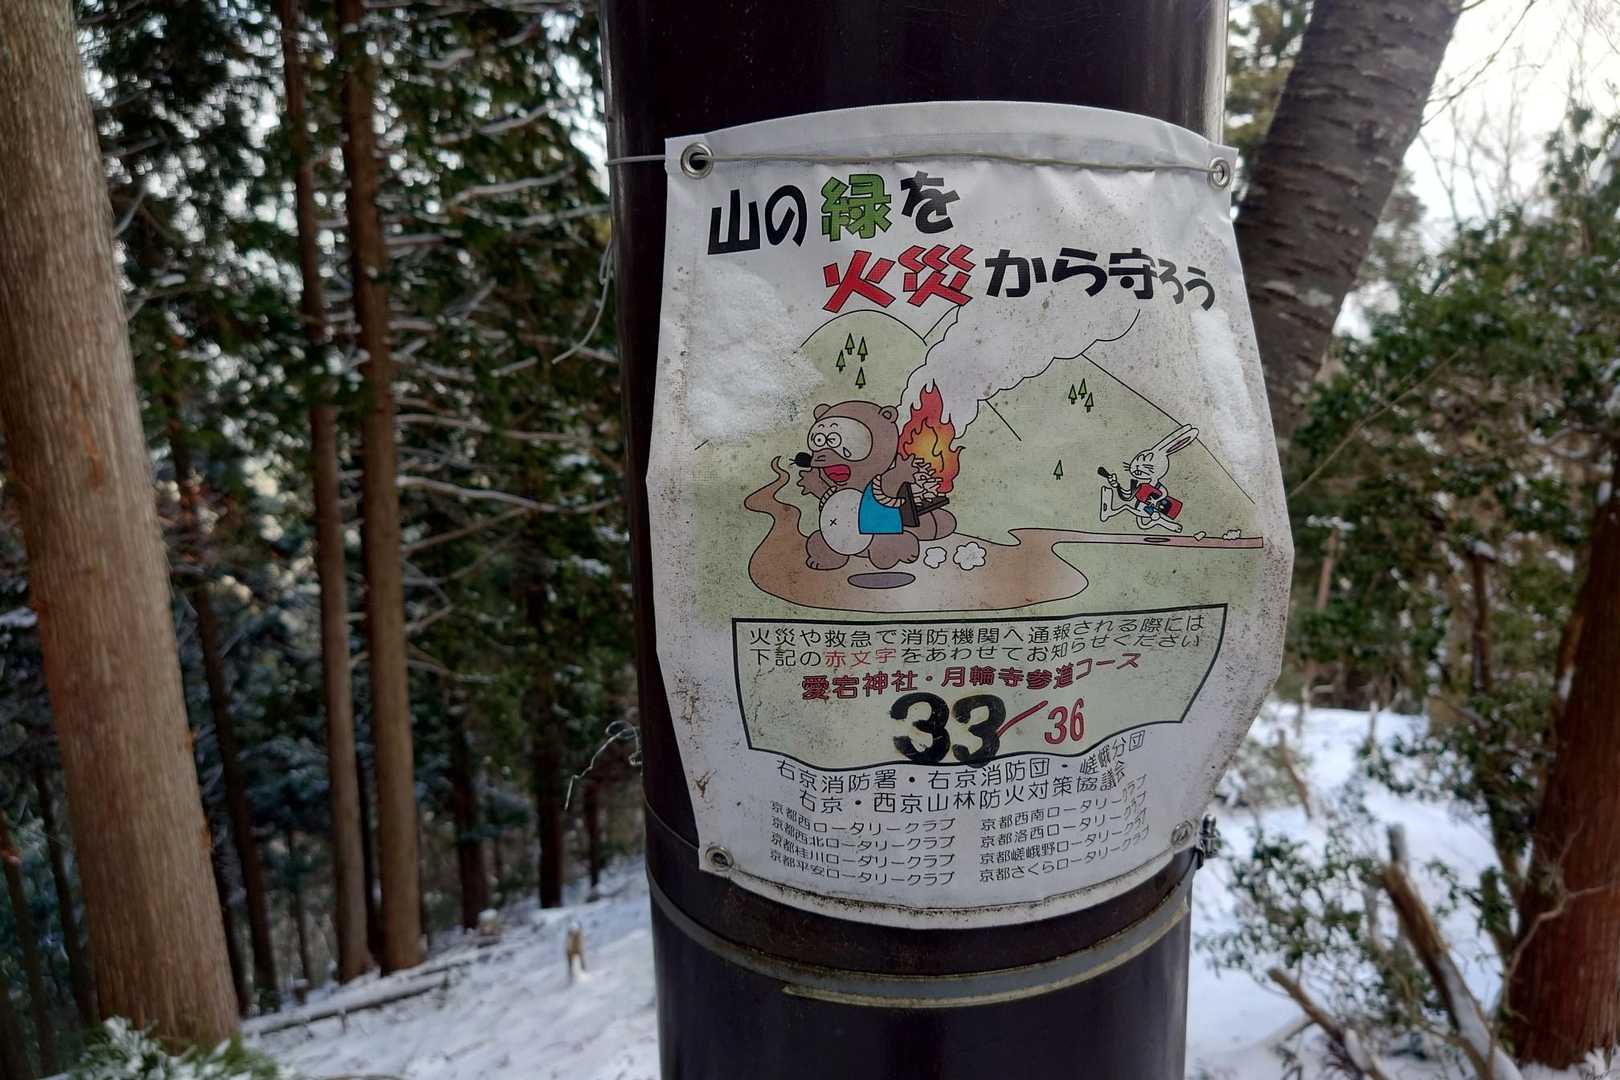 山の緑を
火災から守ろう
火災や救急で消防機関へ通報される際には
下記の赤文字をあわせてお知らせください
愛宕神社・月輪寺参道コース
33/36
右京消防署・右京消防団・嵯峨分団
右京・西京山林防火対策協議会
京都西ロータリークラブ 京都西南ロータリークラブ
京都西北ロータリークラブ 京都洛西ロータリークラブ
京都桂川ロータリークラブ 京都嵯峨野ロータリークラブ
京都平安ロータリークラブ 京都さくらロータリークラブ